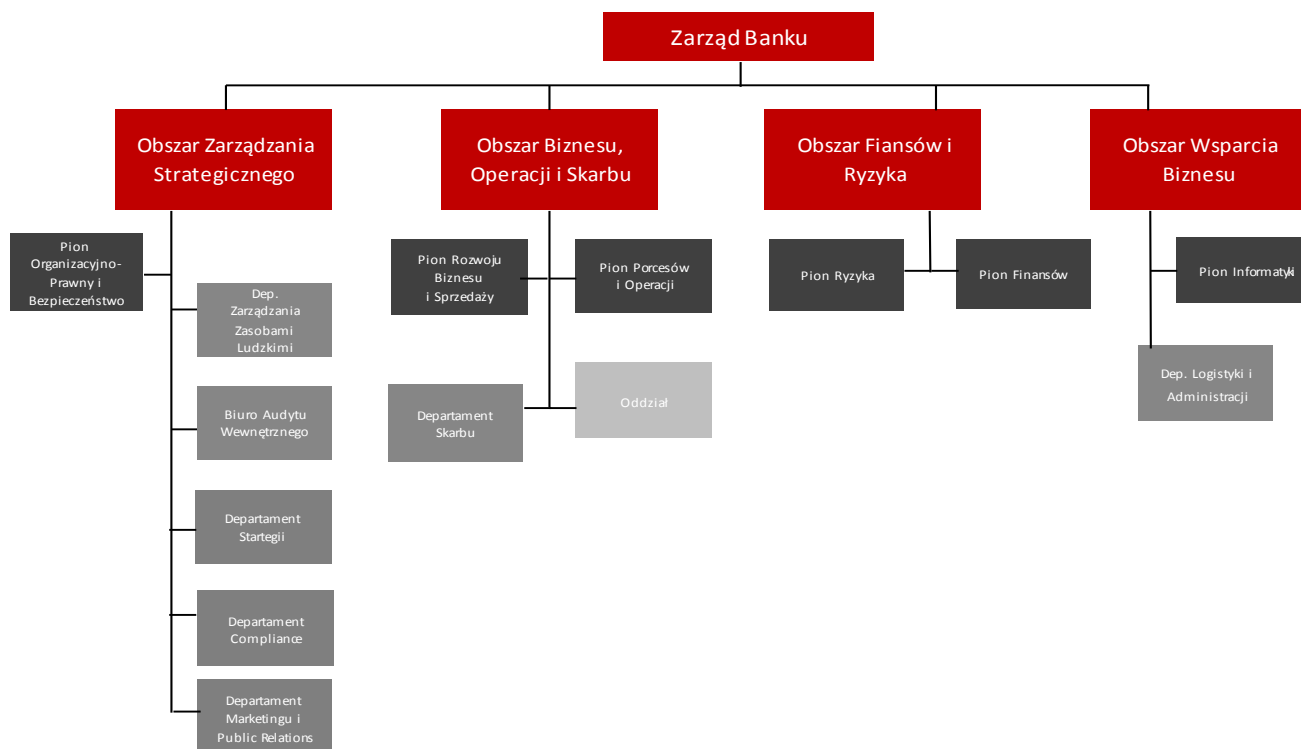 Zarząd Banku
Obszar Zarządzania
Strategicznego
Obszar Biznesu,
Operacji i Skarbu
Obszar Fiansów i
Ryzyka
Obszar Wsparcia
Biznesu
Pion
Organizacyjno-
Prawny i
Bezpieczeństwo
Dep.
Zarządzania
Zasobami
Ludzkimi
Biuro Audytu
Wewnętrznego
Departament
Startegii
Departament
Compliance
Departament
Marketingu i
Public Relations
Pion Rozwoju
Biznesu
i Sprzedaży
Pion Porcesów
i Operacji
Departament
Skarbu
Oddział
Pion Ryzyka
Pion Finansów
Pion Informatyki
Dep. Logistyki i
Administracji